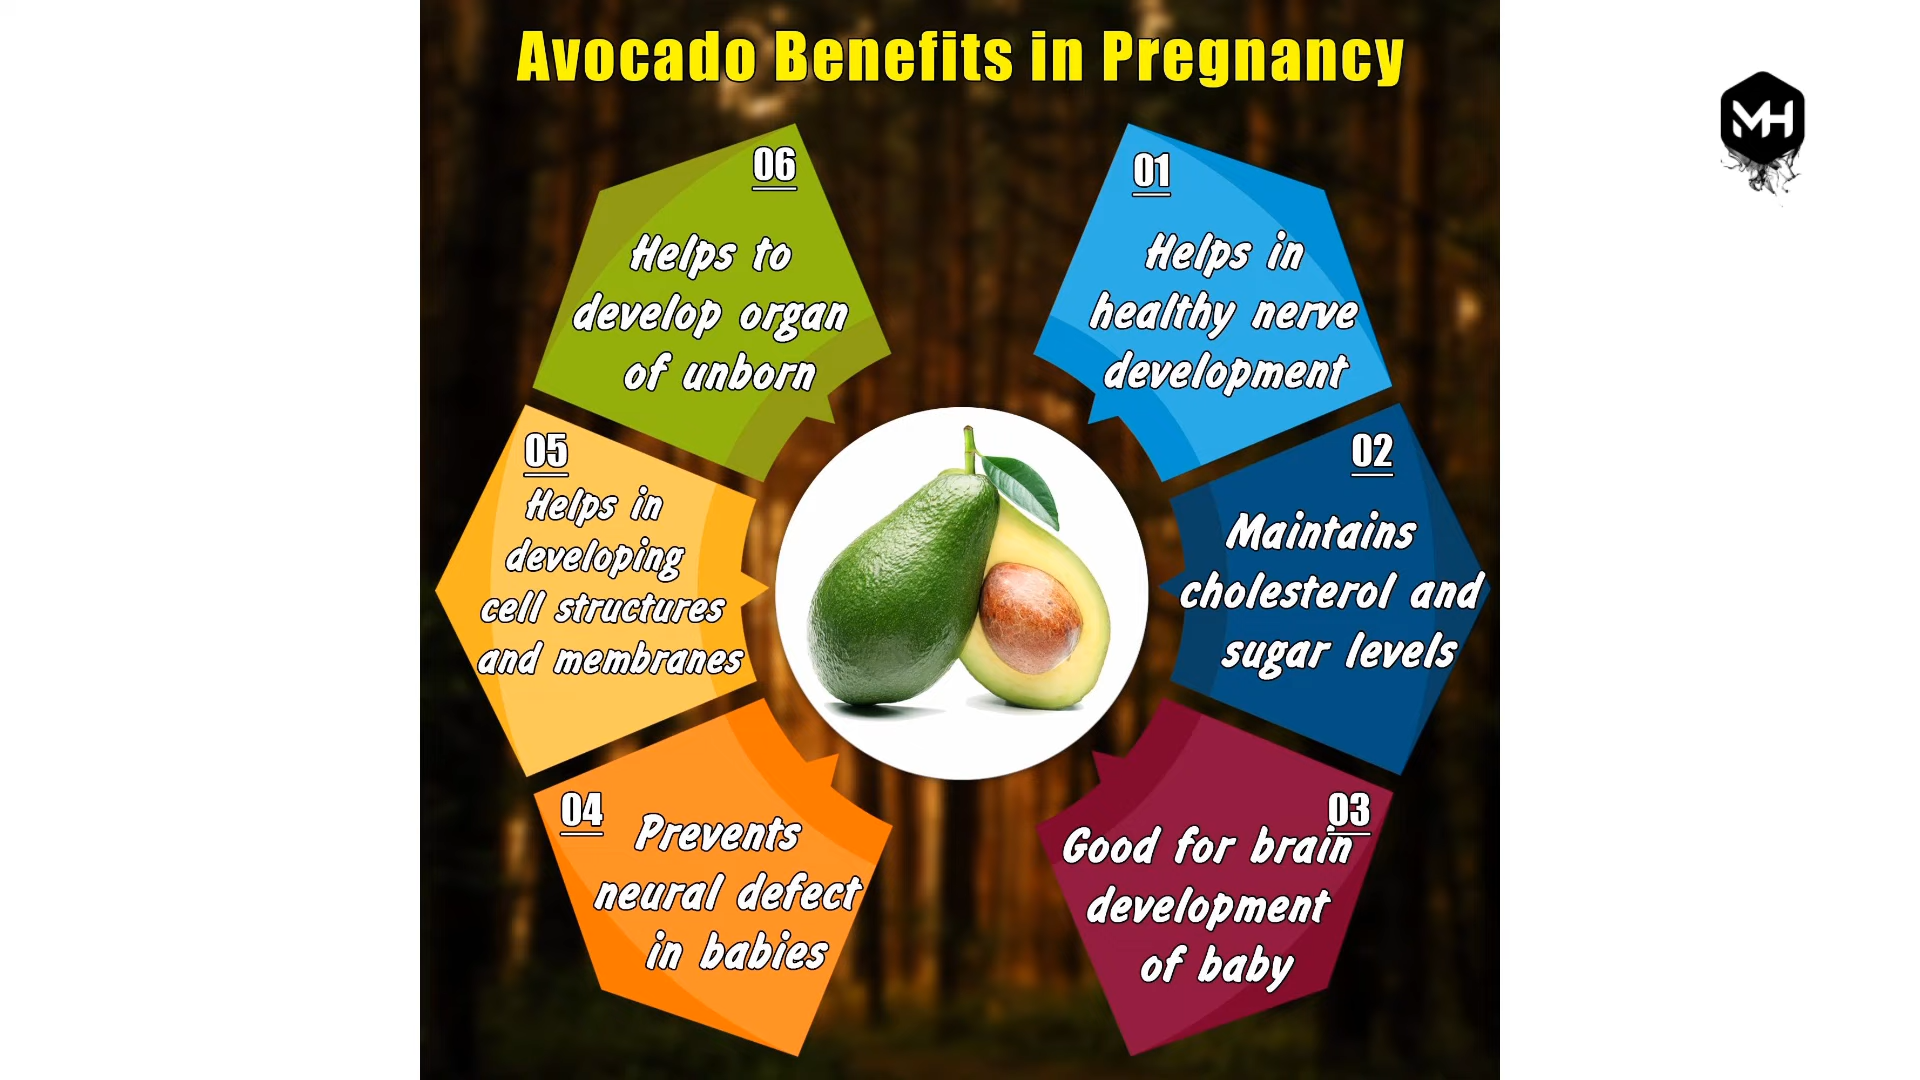 Avocado Benefits in Pregnancy
MH
01
Helps in
healthy nerve
development
02
Maintains
cholesterol and
sugar levels
03
Good for brain
development
of baby
04
Prevents
neural defect
in babies
05
Helps in
developing
cell structures
and membranes
06
Helps to
develop organ
of unborn